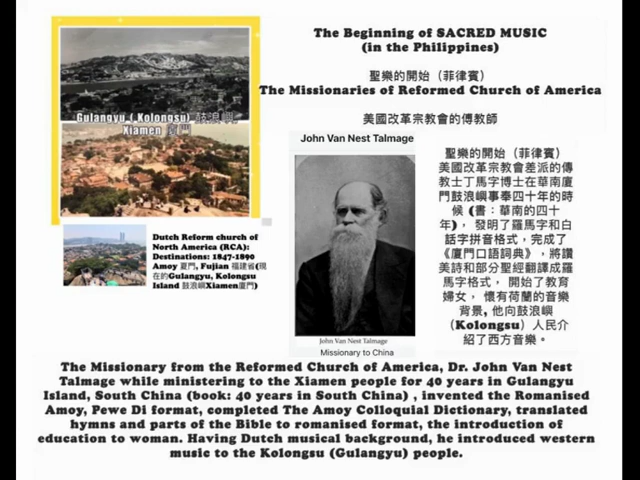 The Beginning of SACRED MUSIC
(in the Philippines)
聖樂的開始（菲律賓）
The Missionaries of Reformed Church of America
美國改革宗教會的傳教師
Gulangyu ( Kolongsu) 鼓浪嶼
Xiamen 廈門
Dutch Reform church of
North America (RCA):
Destinations: 1847-1890
Amoy 夏門, Fujian 福建省(現
在的Gulangyu, Kolongsu
Island 鼓浪嶼Xiamen廈門)
John Van Nest Talmage
John Van Nest Talmage
Missionary to China
聖樂的開始（菲律賓）
美國改革宗教會差派的傳
教士丁馬字博士在華南廈
門鼓浪嶼事奉四十年的時
候 (書：華南的四十
年)， 發明了羅馬字和白
話字拼音格式，完成了
《廈門口語詞典》，將讚
美詩和部分聖經翻譯成羅
馬字格式， 開始了教育
婦女， 懷有荷蘭的音樂
背景, 他向鼓浪嶼
（Kolongsu）人民介
紹了西方音樂。
The Missionary from the Reformed Church of America, Dr. John Van Nest
Talmage while ministering to the Xiamen people for 40 years in Gulangyu
Island, South China (book: 40 years in South China) , invented the Romanised
Amoy, Pewe Di format, completed The Amoy Colloquial Dictionary, translated
hymns and parts of the Bible to romanised format, the introduction of
education to woman. Having Dutch musical background, he introduced western
music to the Kolongsu (Gulangyu) people.